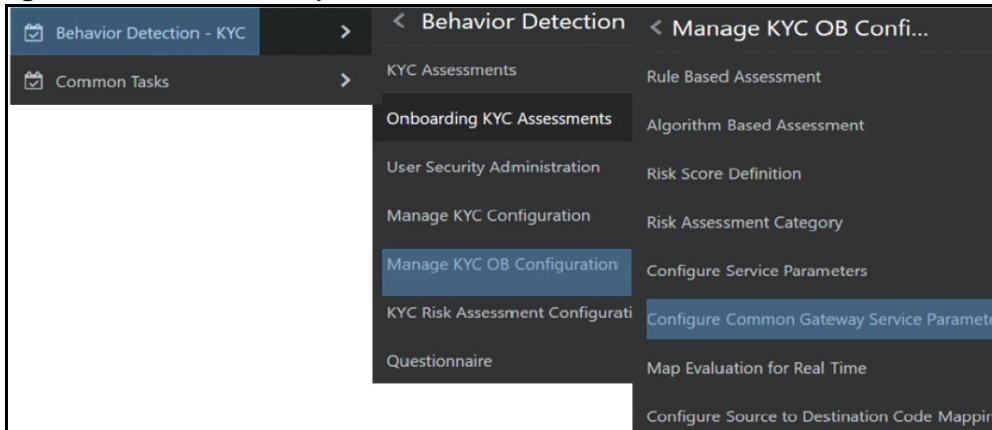 Behavior Detection - KYC
Common Tasks
Behavior Detection
KYC Assessments
Onboarding KYC Assessments
User Security Administration
Manage KYC Configuration
Manage KYC OB Configuration
KYC Risk Assessment Configurati
Questionnaire
Manage KYC OB Confi...
Rule Based Assessment
Algorithm Based Assessment
Risk Score Definition
Risk Assessment Category
Configure Service Parameters
Configure Common Gateway Service Paramete
Map Evaluation for Real Time
Configure Source to Destination Code Mappin